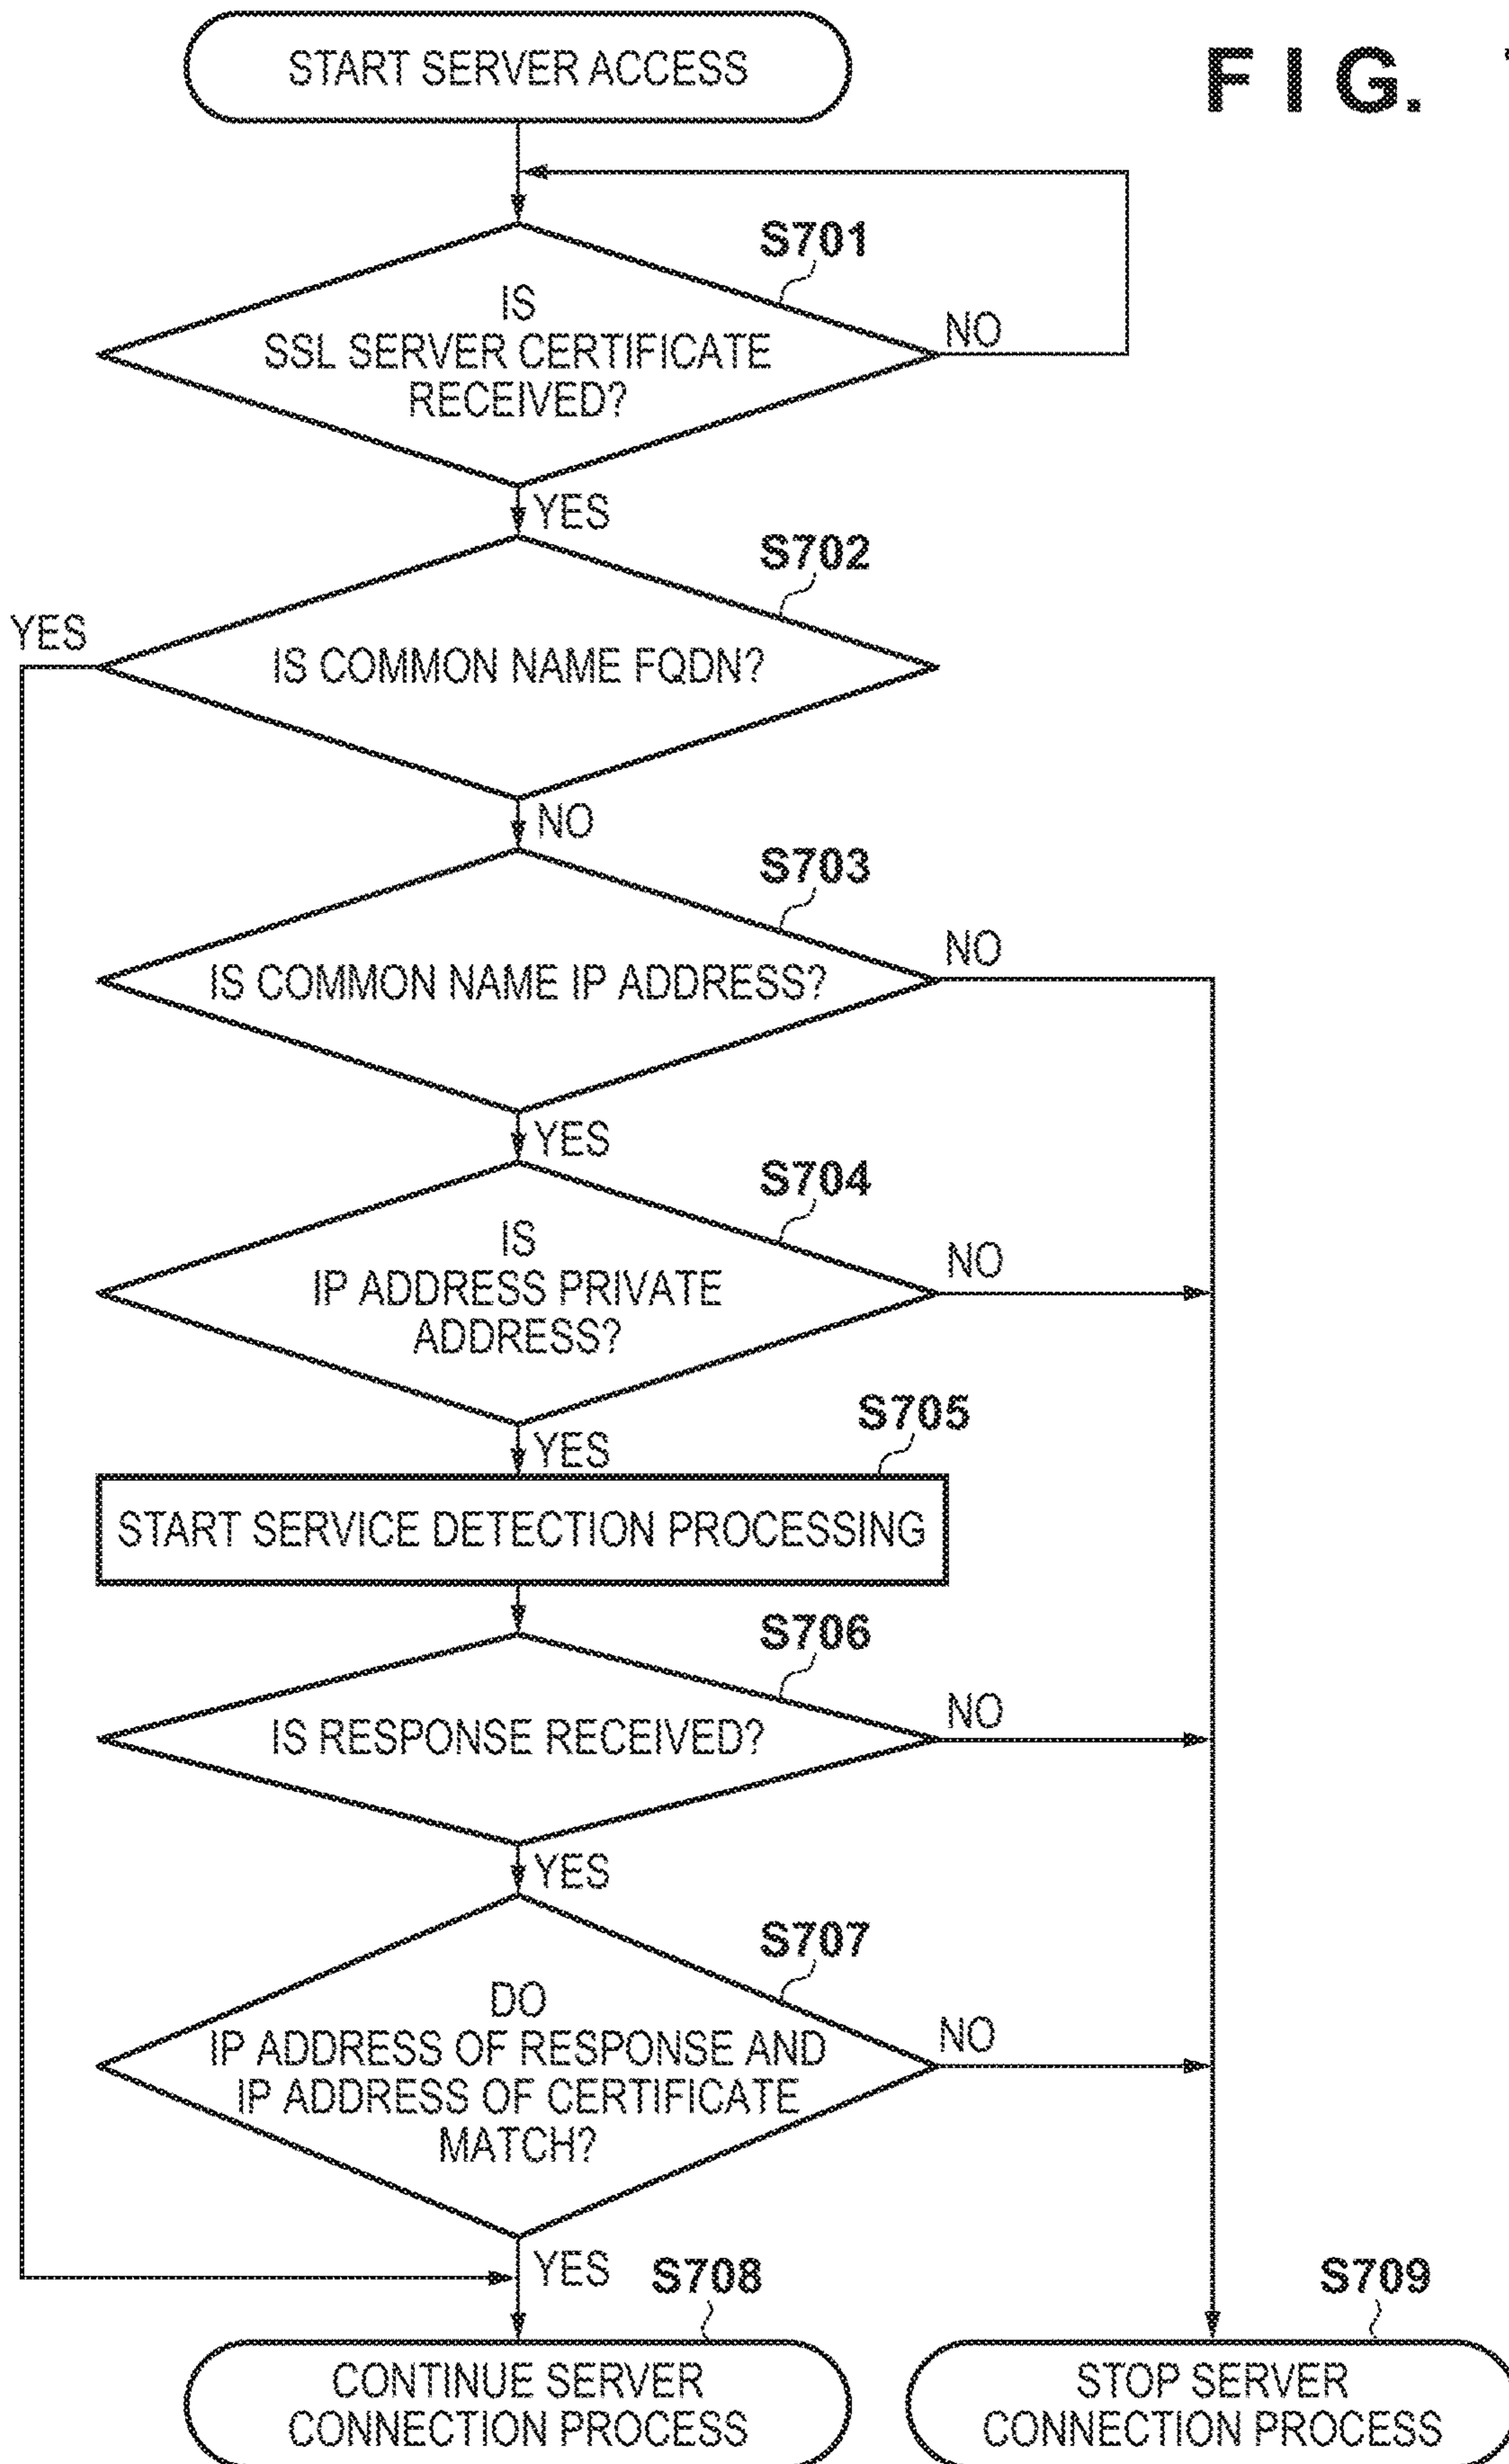 START SERVER ACCESS
F I G.
S701
IS
SSL SERVER CERTIFICATE
RECEIVED?
NO
YES
S702
YES
IS COMMON NAME FQDN?
NO
S703
NO
IS COMMON NAME IP ADDRESS?
YES
S704
IS
IP ADDRESS PRIVATE
ADDRESS?
NO
YES
S705
START SERVICE DETECTION PROCESSING
S706
IS RESPONSE RECEIVED?
NO
YES
S707
DO
IP ADDRESS OF RESPONSE AND
IP ADDRESS OF CERTIFICATE
MATCH?
NO
YES
S708
S709
CONTINUE SERVER
CONNECTION PROCESS
STOP SERVER
CONNECTION PROCESS